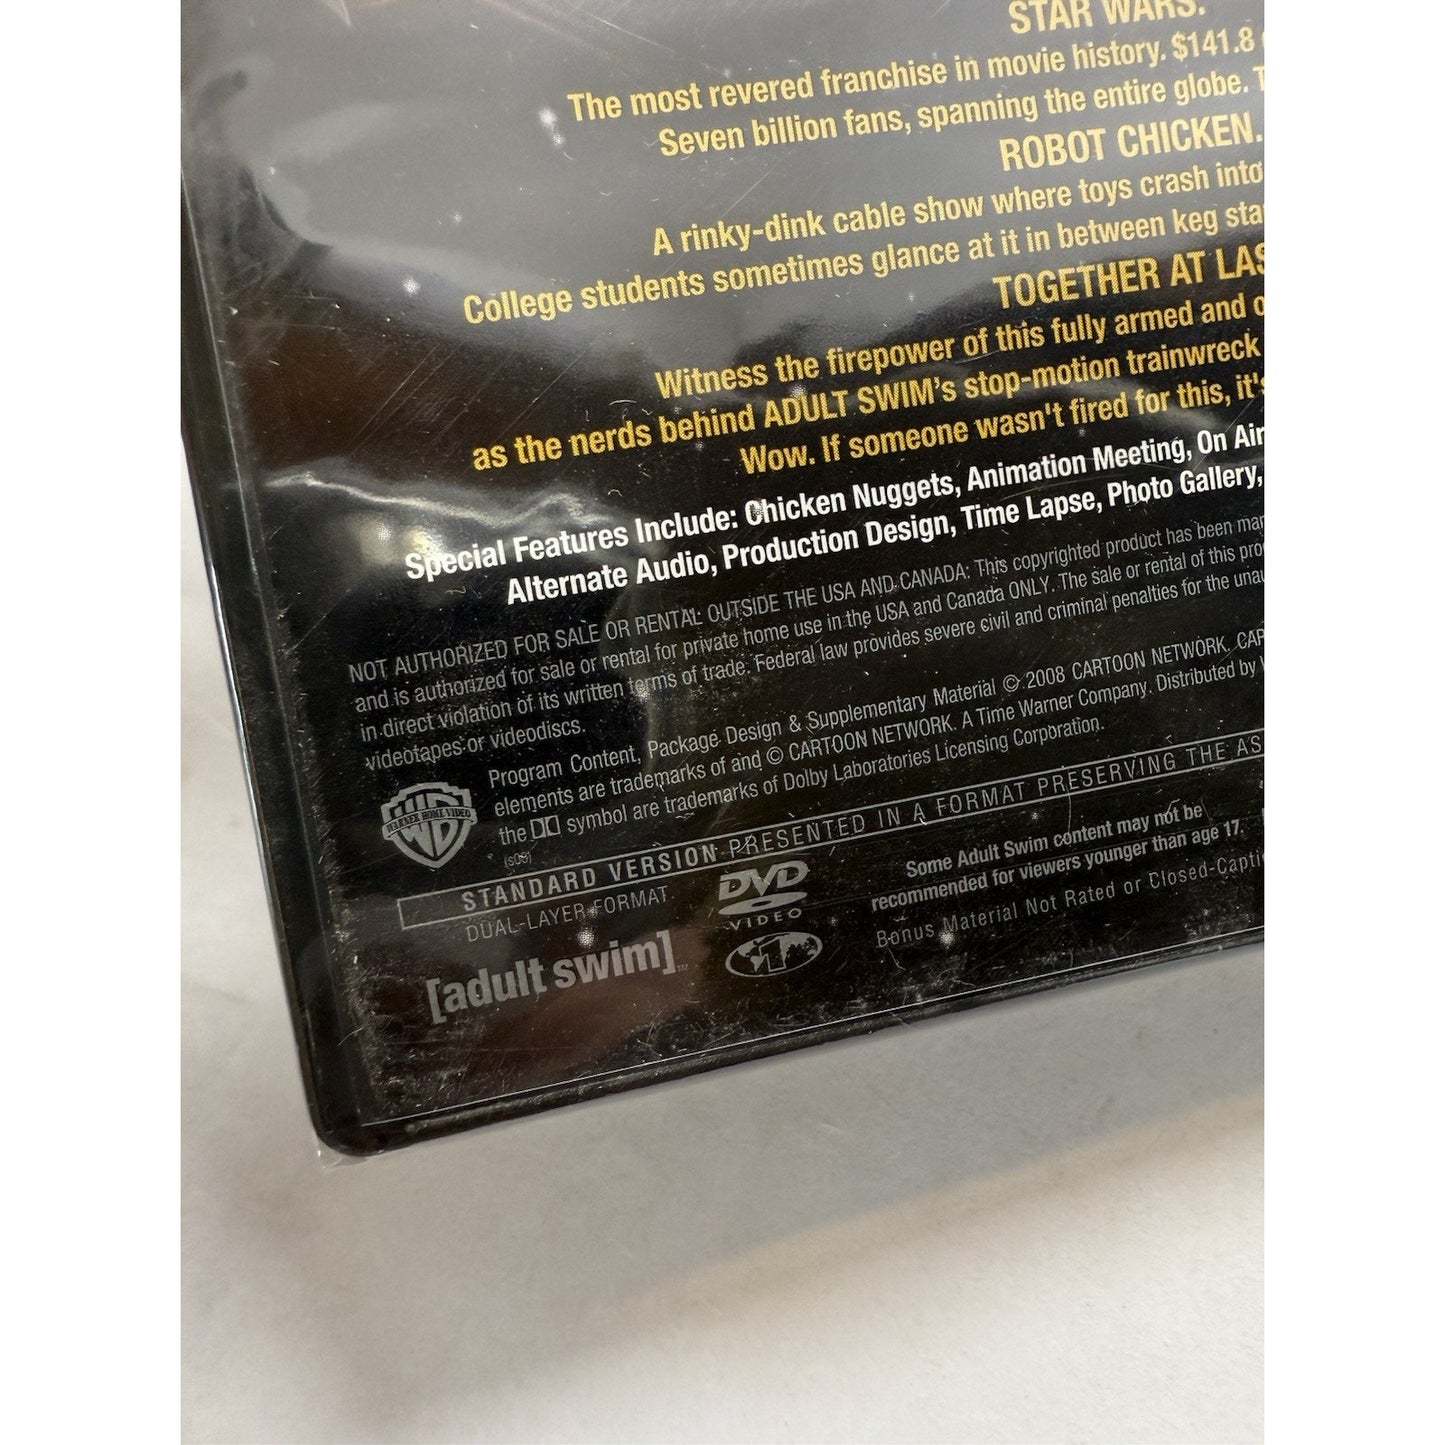 STAR WARS.
The most revered franchise in movie history. $141.8
Seven billion fans, spanning the entire globe.
ROBOT CHICKEN.
A rinky-dink cable show where toys crash into
College students sometimes glance at it in between keg
TOGETHER AT
Witness the firepower of this fully armed and
as the nerds behind ADULT SWIM's stop-motion trainwreck
Wow. If someone wasn't fired for this, it's
Special Features Include: Chicken Nuggets, Animation Meeting, On Air
Alternate Audio, Production Design, Time Lapse, Photo Gallery,
NOT AUTHORIZED FOR SALE OR RENTAL OUTSIDE THE USA AND CANADA: This copyrighted product has been
and is authorized for sale or rental for private home use in the USA and Canada ONLY. The sale or rental of this
in direct violation of its written terms of trade. Federal law provides severe civil and criminal penalties for the
videotapes or videodiscs.
Program Content, Package Design & Supplementary Material © 2008 CARTOON NETWORK.
elements are trademarks of and © CARTOON NETWORK. A Time Warner Company. Distributed by
the DD symbol are trademarks of Dolby Laboratories Licensing Corporation.
WB
WARNER HOME VIDEO
STANDARD VERSION PRESENTED IN A FORMAT PRESERVING THE
DUAL-LAYER FORMAT.
DVD
VIDEO
Some Adult Swim content may not be
recommended for viewers younger than age 17.
Bonus Material Not Rated or
[adult swim]™
1